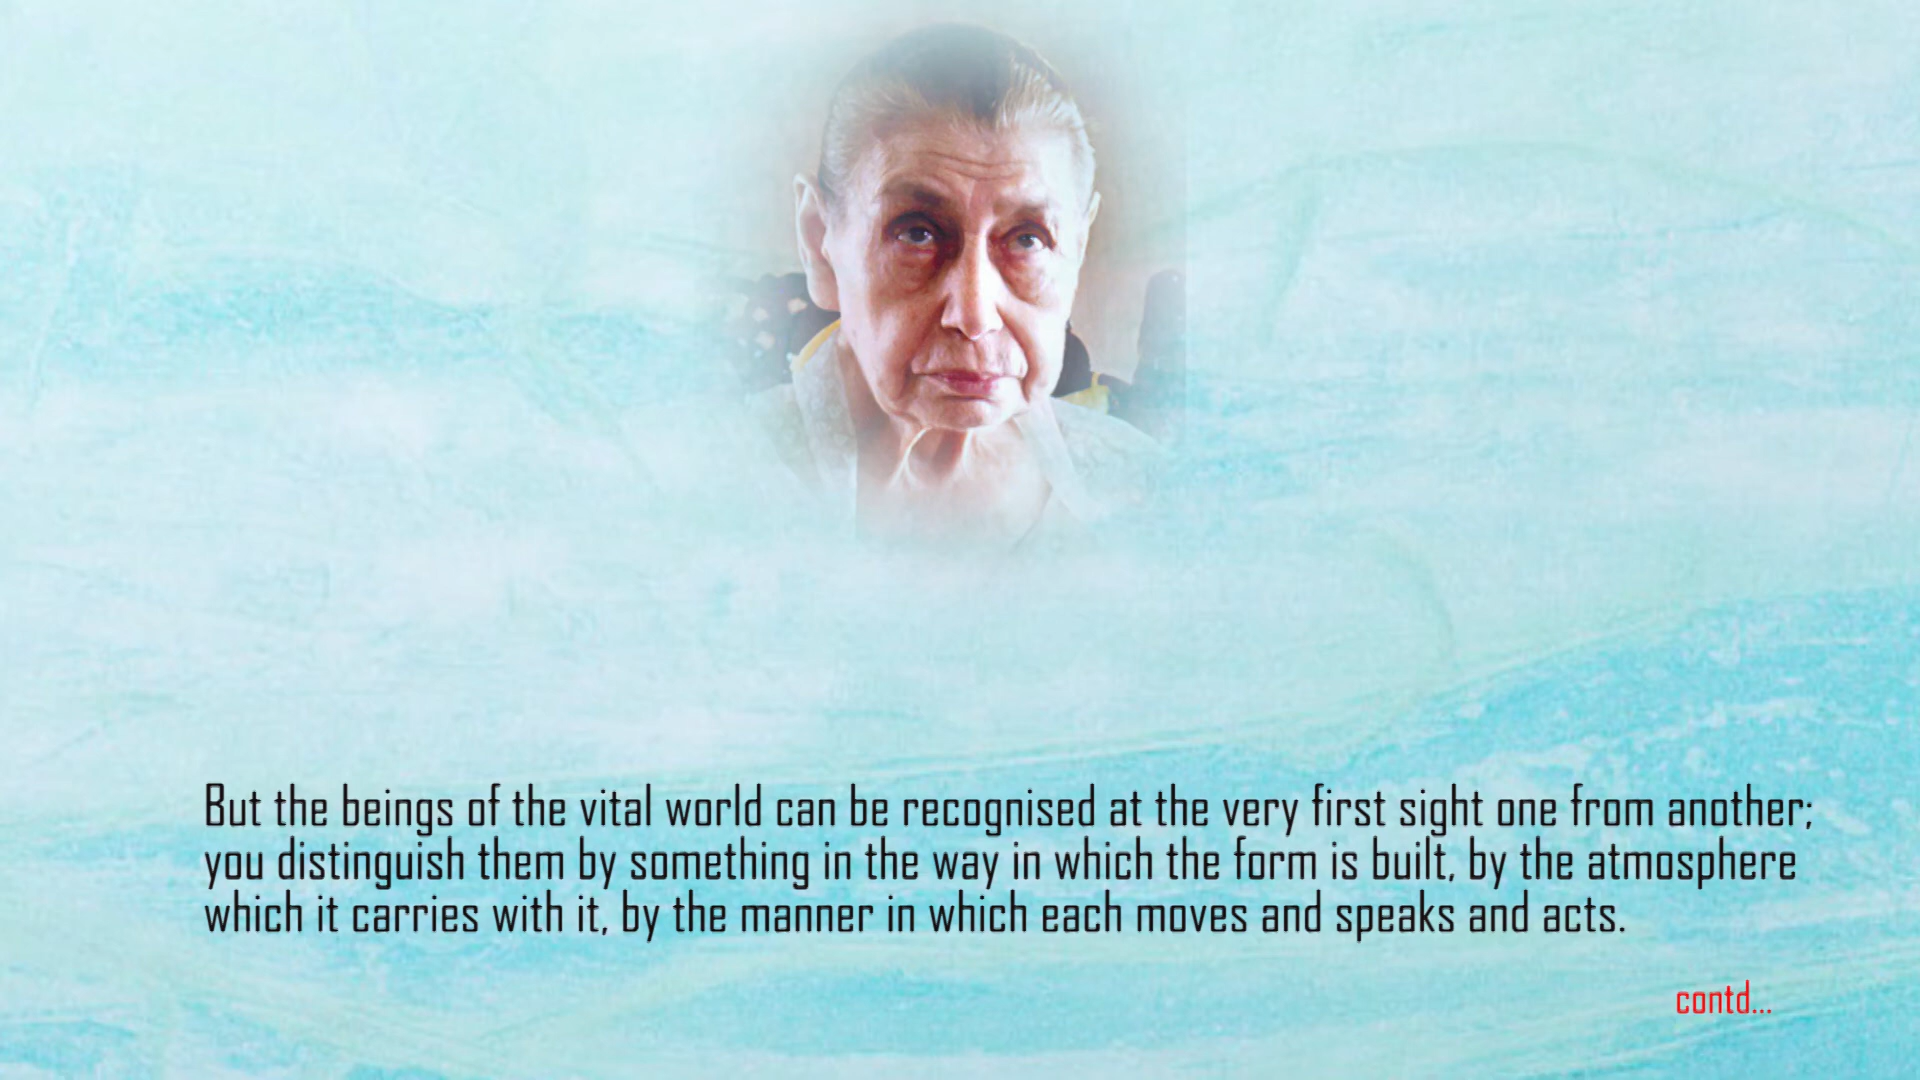 But the beings of the vital world can be recognised at the very first sight one from another;
you distinguish them by something in the way in which the form is built, by the atmosphere
which it carries with it, by the manner in which each moves and speaks and acts.
contd...